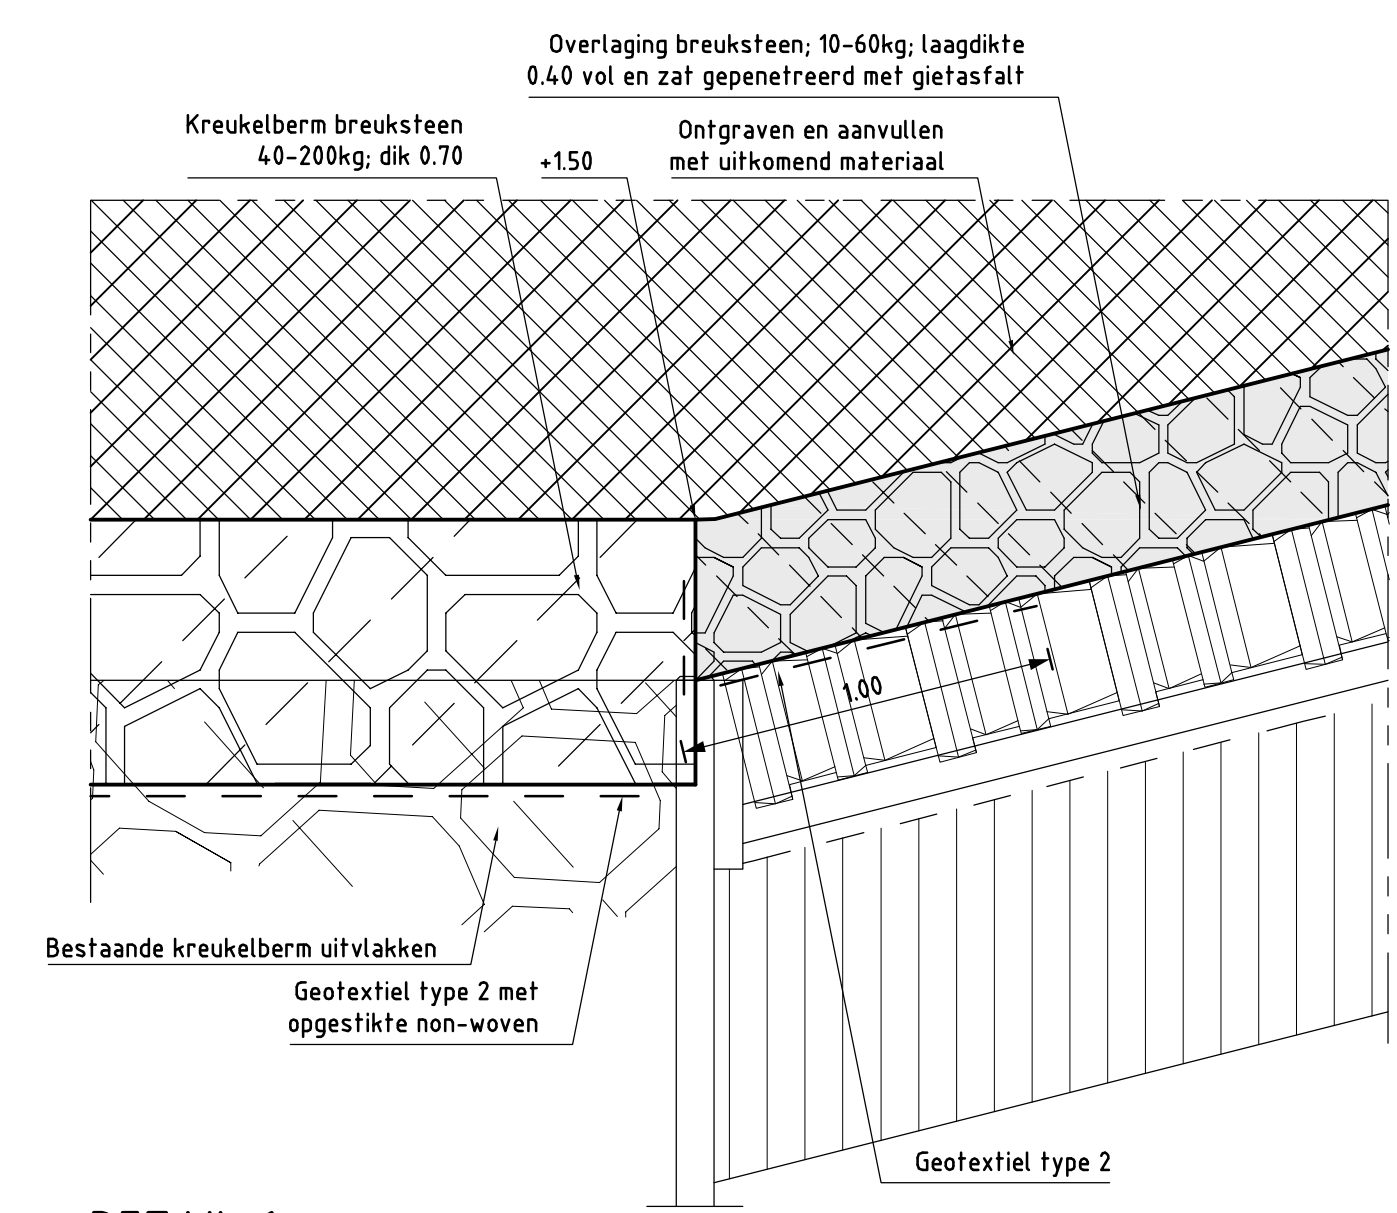 Overlaging breuksteen; 10-60kg; laagdikte
0.40 vol en zat gepenetreerd met gietasfalt
Kreukelberm breuksteen
40-200kg; dik 0.70
+1.50
Ontgraven en aanvullen
met uitkomend materiaal
1.00
Bestaande kreukelberm uitvlakken
Geotextiel type 2 met
opgestikte non-woven
Geotextiel type 2